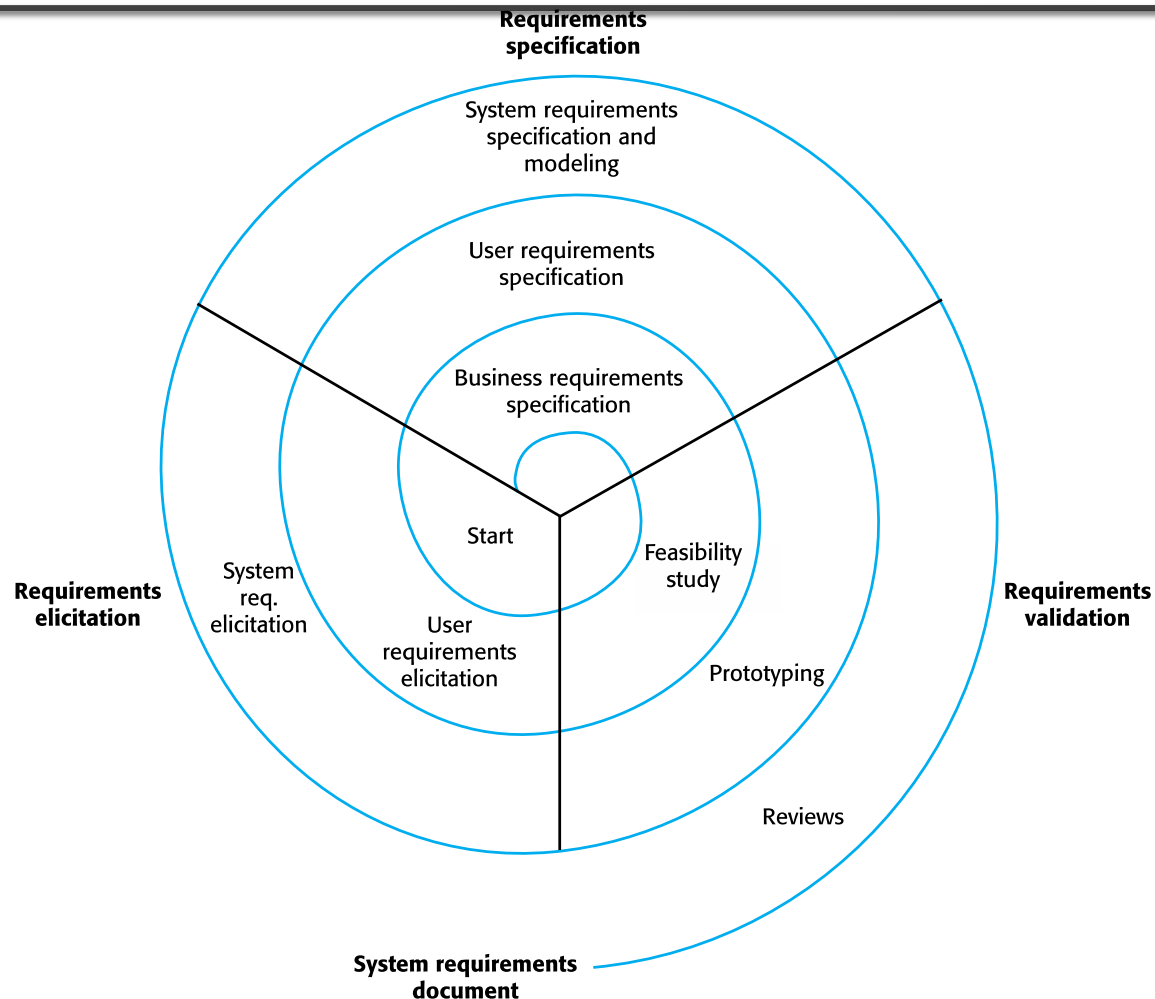 Requirements
specification
System requirements
specification and
modeling
User requirements
specification
Business requirements
specification
Start
Feasibility
study
System
req.
elicitation
Requirements
elicitation
Requirements
validation
User
requirements
elicitation
Prototyping
Reviews
System requirements
document